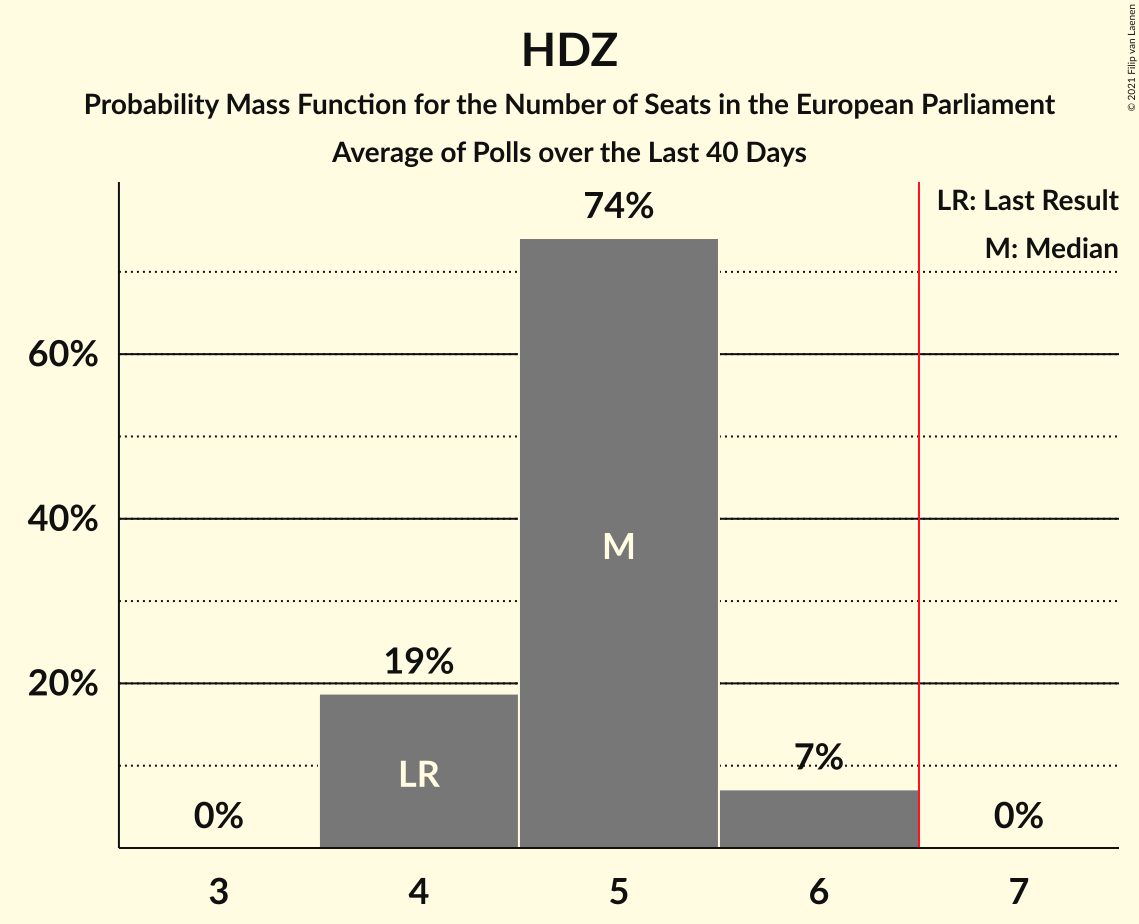 HDZ
Probability Mass Function for the Number of Seats in the European Parliament
Average of Polls over the Last 40 Days
© 2021 Filip van Laenen
LR: Last Result
M: Median
74%
60%
40%
M
19%
20%
LR
7%
0%
0%
3
4
5
6
7